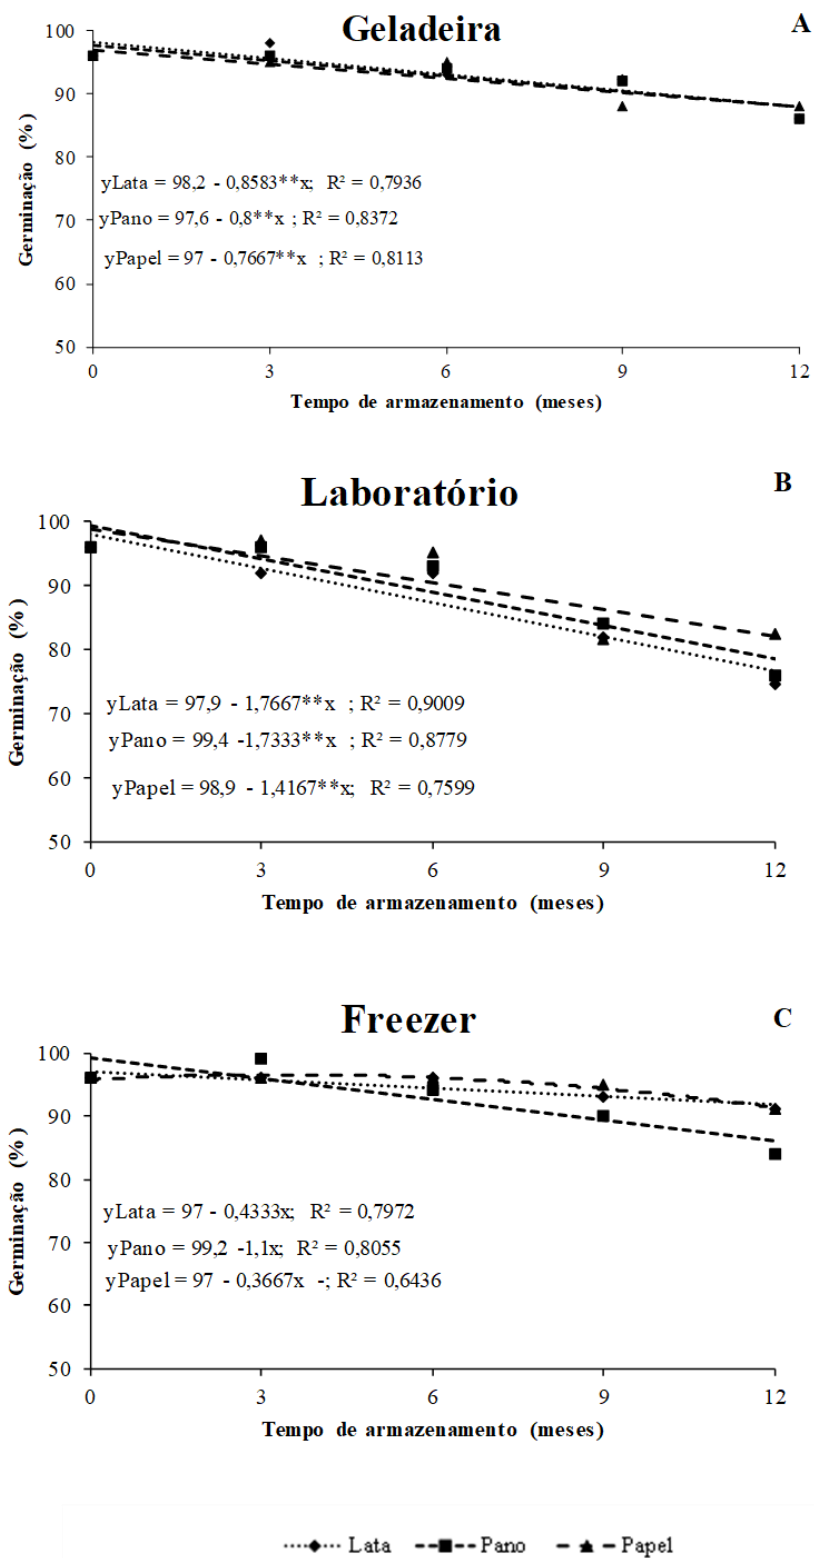 Geladeira
A
100
90
80
70
60
50
Germinação (%)
yLata = 98,2 - 0,8583**x; R² = 0,7936
yPano = 97,6 - 0,8**x ; R² = 0,8372
yPapel = 97 - 0,7667**x ; R² = 0,8113
0 3 6 9 12
Tempo de armazenamento (meses)
Laboratório
B
100
90
80
70
60
50
Germinação (%)
yLata = 97,9 - 1,7667**x ; R² = 0,9009
yPano = 99,4 -1,7333**x ; R² = 0,8779
yPapel = 98,9 - 1,4167**x; R² = 0,7599
0 3 6 9 12
Tempo de armazenamento (meses)
Freezer
C
100
90
80
70
60
50
Germinação (%)
yLata = 97 - 0,4333x; R² = 0,7972
yPano = 99,2 -1,1x; R² = 0,8055
yPapel = 97 - 0,3667x -; R² = 0,6436
0 3 6 9 12
Tempo de armazenamento (meses)
Lata Pano Papel